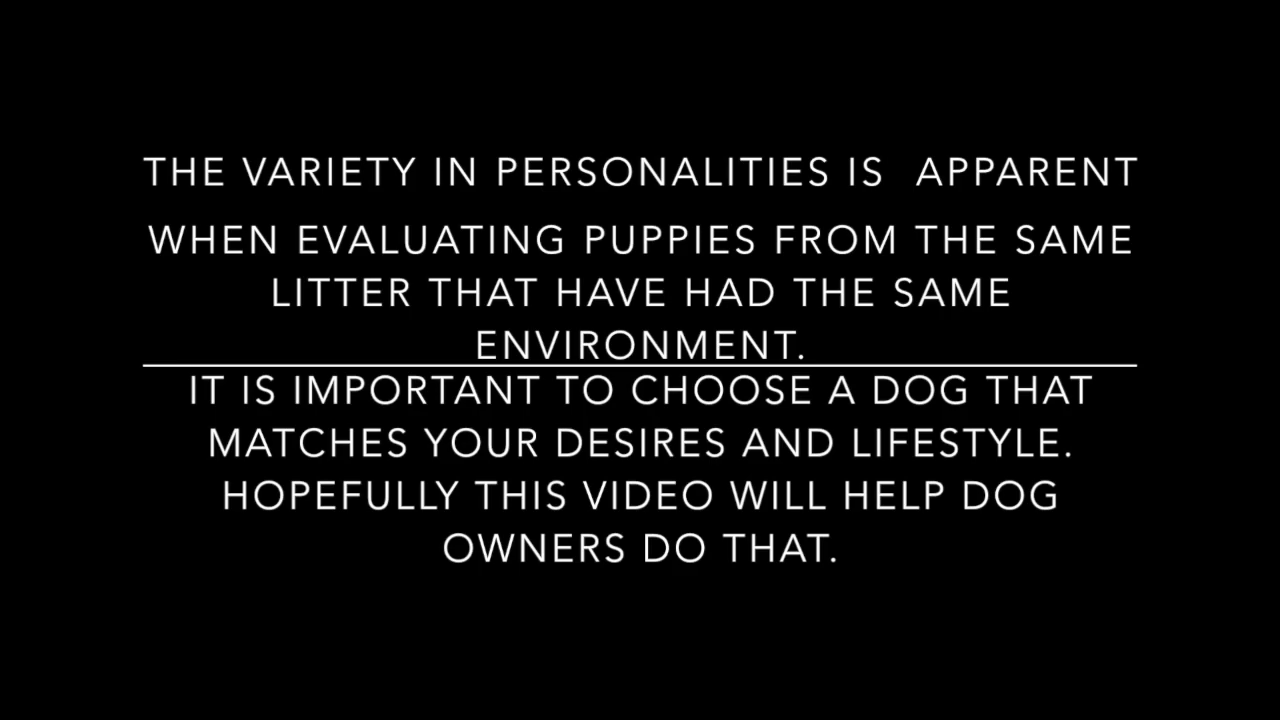 THE VARIETY IN PERSONALITIES IS  APPARENT
WHEN EVALUATING PUPPIES FROM THE SAME
LITTER THAT HAVE HAD THE SAME
ENVIRONMENT.
IT IS IMPORTANT TO CHOOSE A DOG THAT
MATCHES YOUR DESIRES AND LIFESTYLE.
HOPEFULLY THIS VIDEO WILL HELP DOG
OWNERS DO THAT.